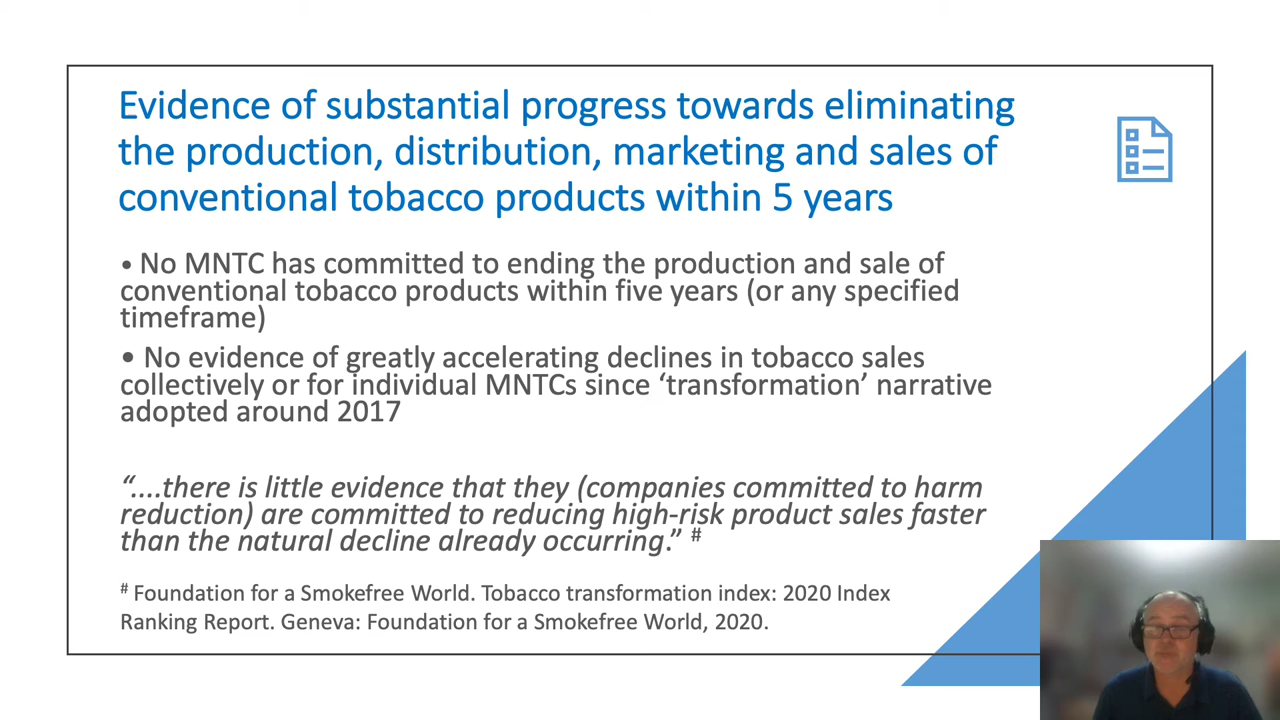 Evidence of substantial progress towards eliminating
the production, distribution, marketing and sales of
conventional tobacco products within 5 years
• No MNTC has committed to ending the production and sale of
conventional tobacco products within five years (or any specified
timeframe)
• No evidence of greatly accelerating declines in tobacco sales
collectively or for individual MNTCs since ‘transformation’ narrative
adopted around 2017
“....there is little evidence that they (companies committed to harm
reduction) are committed to reducing high-risk product sales faster
than the natural decline already occurring.” #
# Foundation for a Smokefree World. Tobacco transformation index: 2020 Index
Ranking Report. Geneva: Foundation for a Smokefree World, 2020.